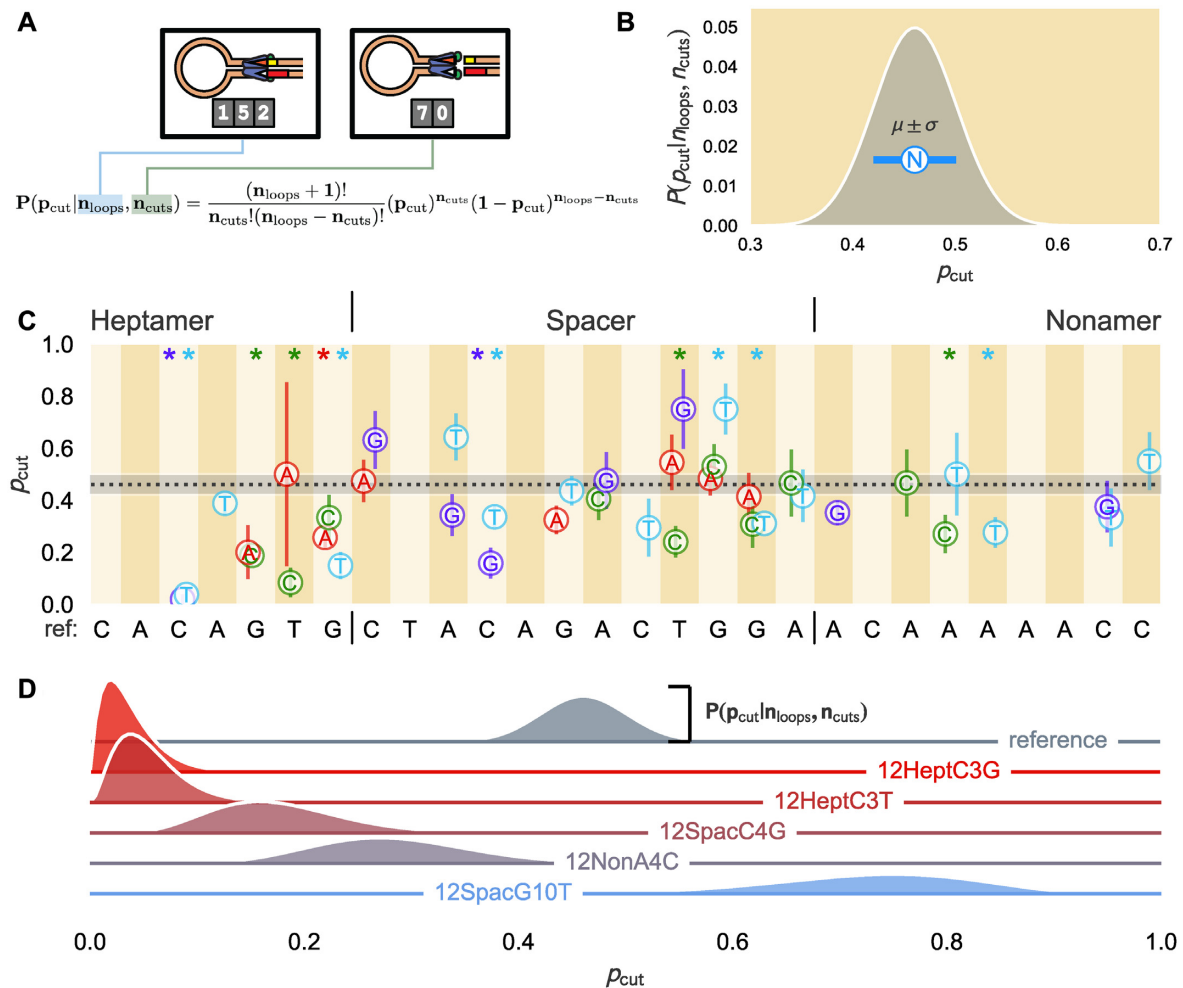 A
1 5 2
7 0
P(p_cut|n_loops, n_cuts) = (n_loops + 1)! / n_cuts!(n_loops − n_cuts)! (p_cut)^n_cuts (1 − p_cut)^n_loops−n_cuts
B
P(p_cut|n_loops, n_cuts)
0.05
0.04
0.03
0.02
0.01
0.00
μ ± σ
N
0.3 0.4 0.5 0.6 0.7
p_cut
C
Heptamer Spacer Nonamer
* * * * * * * * * * * * *
p_cut
1.0
0.8
0.6
0.4
0.2
0.0
T A C A C A C T A G G T G T A T C G T C A C G A C T A G C T C T G C C T T G T T
ref: C A C A G T G C T A C A G A C T G G A A C A A A A A C C
D
P(p_cut|n_loops, n_cuts)
reference
12HeptC3G
12HeptC3T
12SpacC4G
12NonA4C
12SpacG10T
0.0 0.2 0.4 0.6 0.8 1.0
p_cut